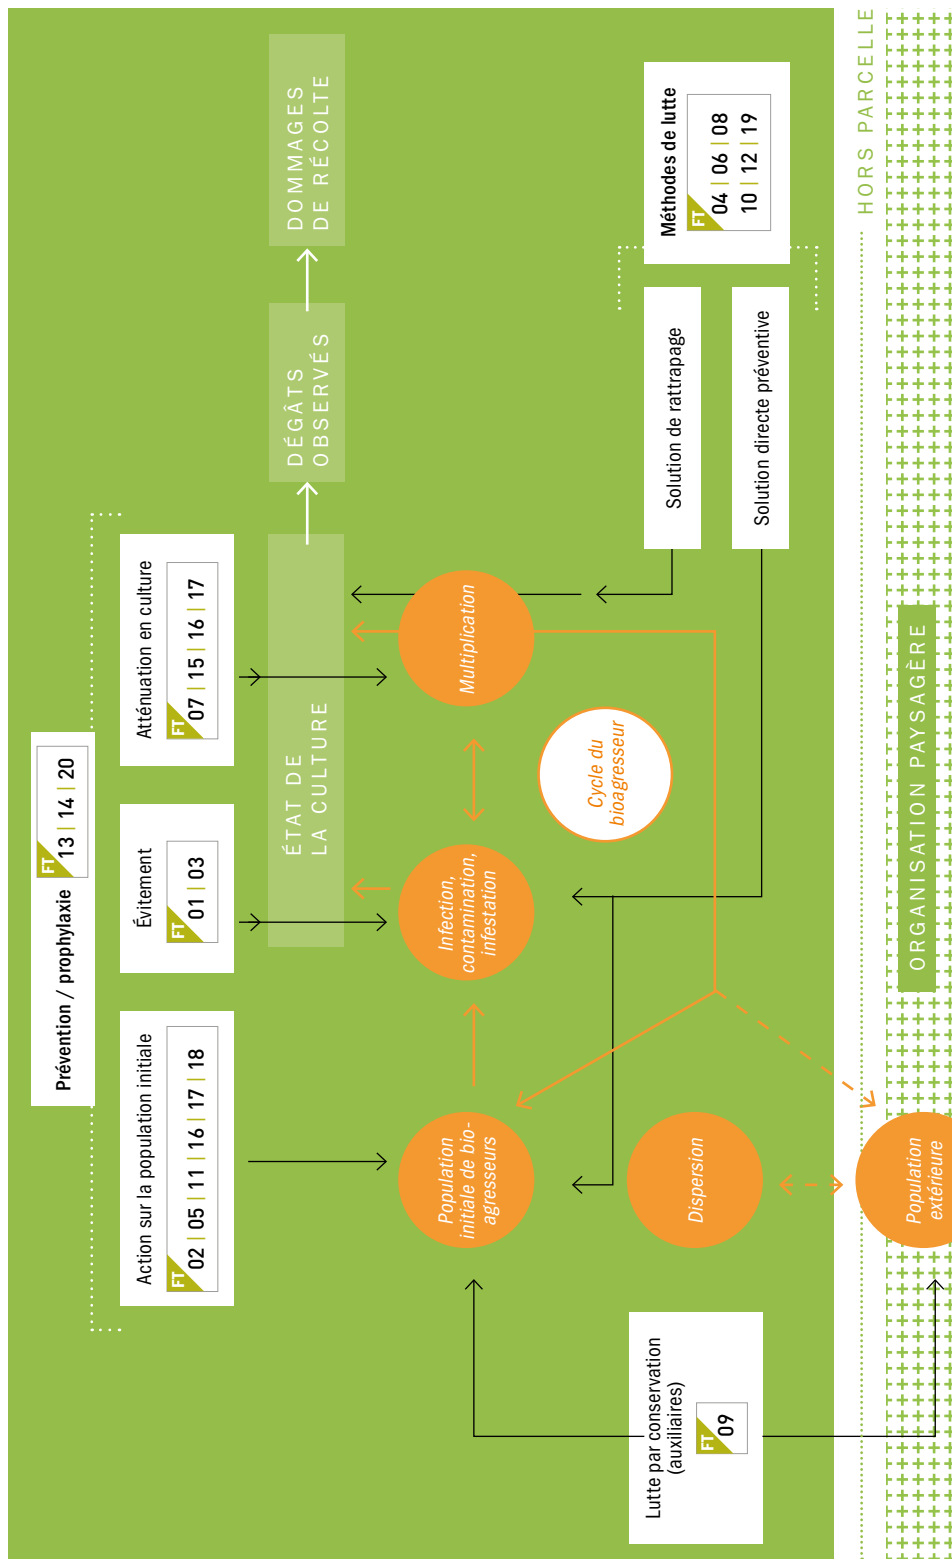 Prévention / prophylaxie
FT
13 | 14 | 20
Action sur la population initiale
FT
02 | 05 | 11 | 16 | 17 | 18
Évitement
FT
01 | 03
Atténuation en culture
FT
07 | 15 | 16 | 17
ÉTAT DE
LA CULTURE
DÉGÂTS
OBSERVÉS
DOMMAGES
DE RÉCOLTE
Population
initiale de bio-
agresseurs
Infection,
contamination,
infestation
Multiplication
Cycle du
bioagresseur
Dispersion
Population
extérieure
Lutte par conservation
(auxiliaires)
FT
09
Solution de rattrapage
Solution directe préventive
Méthodes de lutte
FT
04 | 06 | 08
10 | 12 | 19
HORS PARCELLE
ORGANISATION PAYSAGÈRE